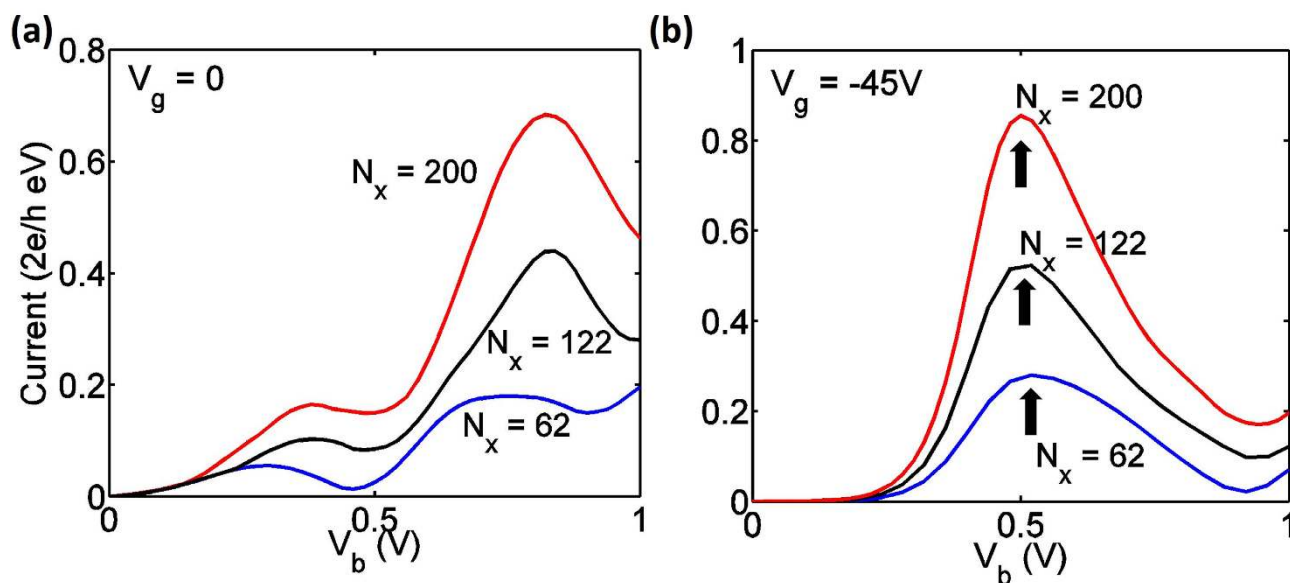 (a)
0.8
0.6
0.4
0.2
0
Current (2e/h eV)
V_g = 0
N_x = 200
N_x = 122
N_x = 62
0
0.5
1
V_b (V)
(b)
1
0.8
0.6
0.4
0.2
0
V_g = -45V
N_x = 200
N_x = 122
N_x = 62
0
0.5
1
V_b (V)